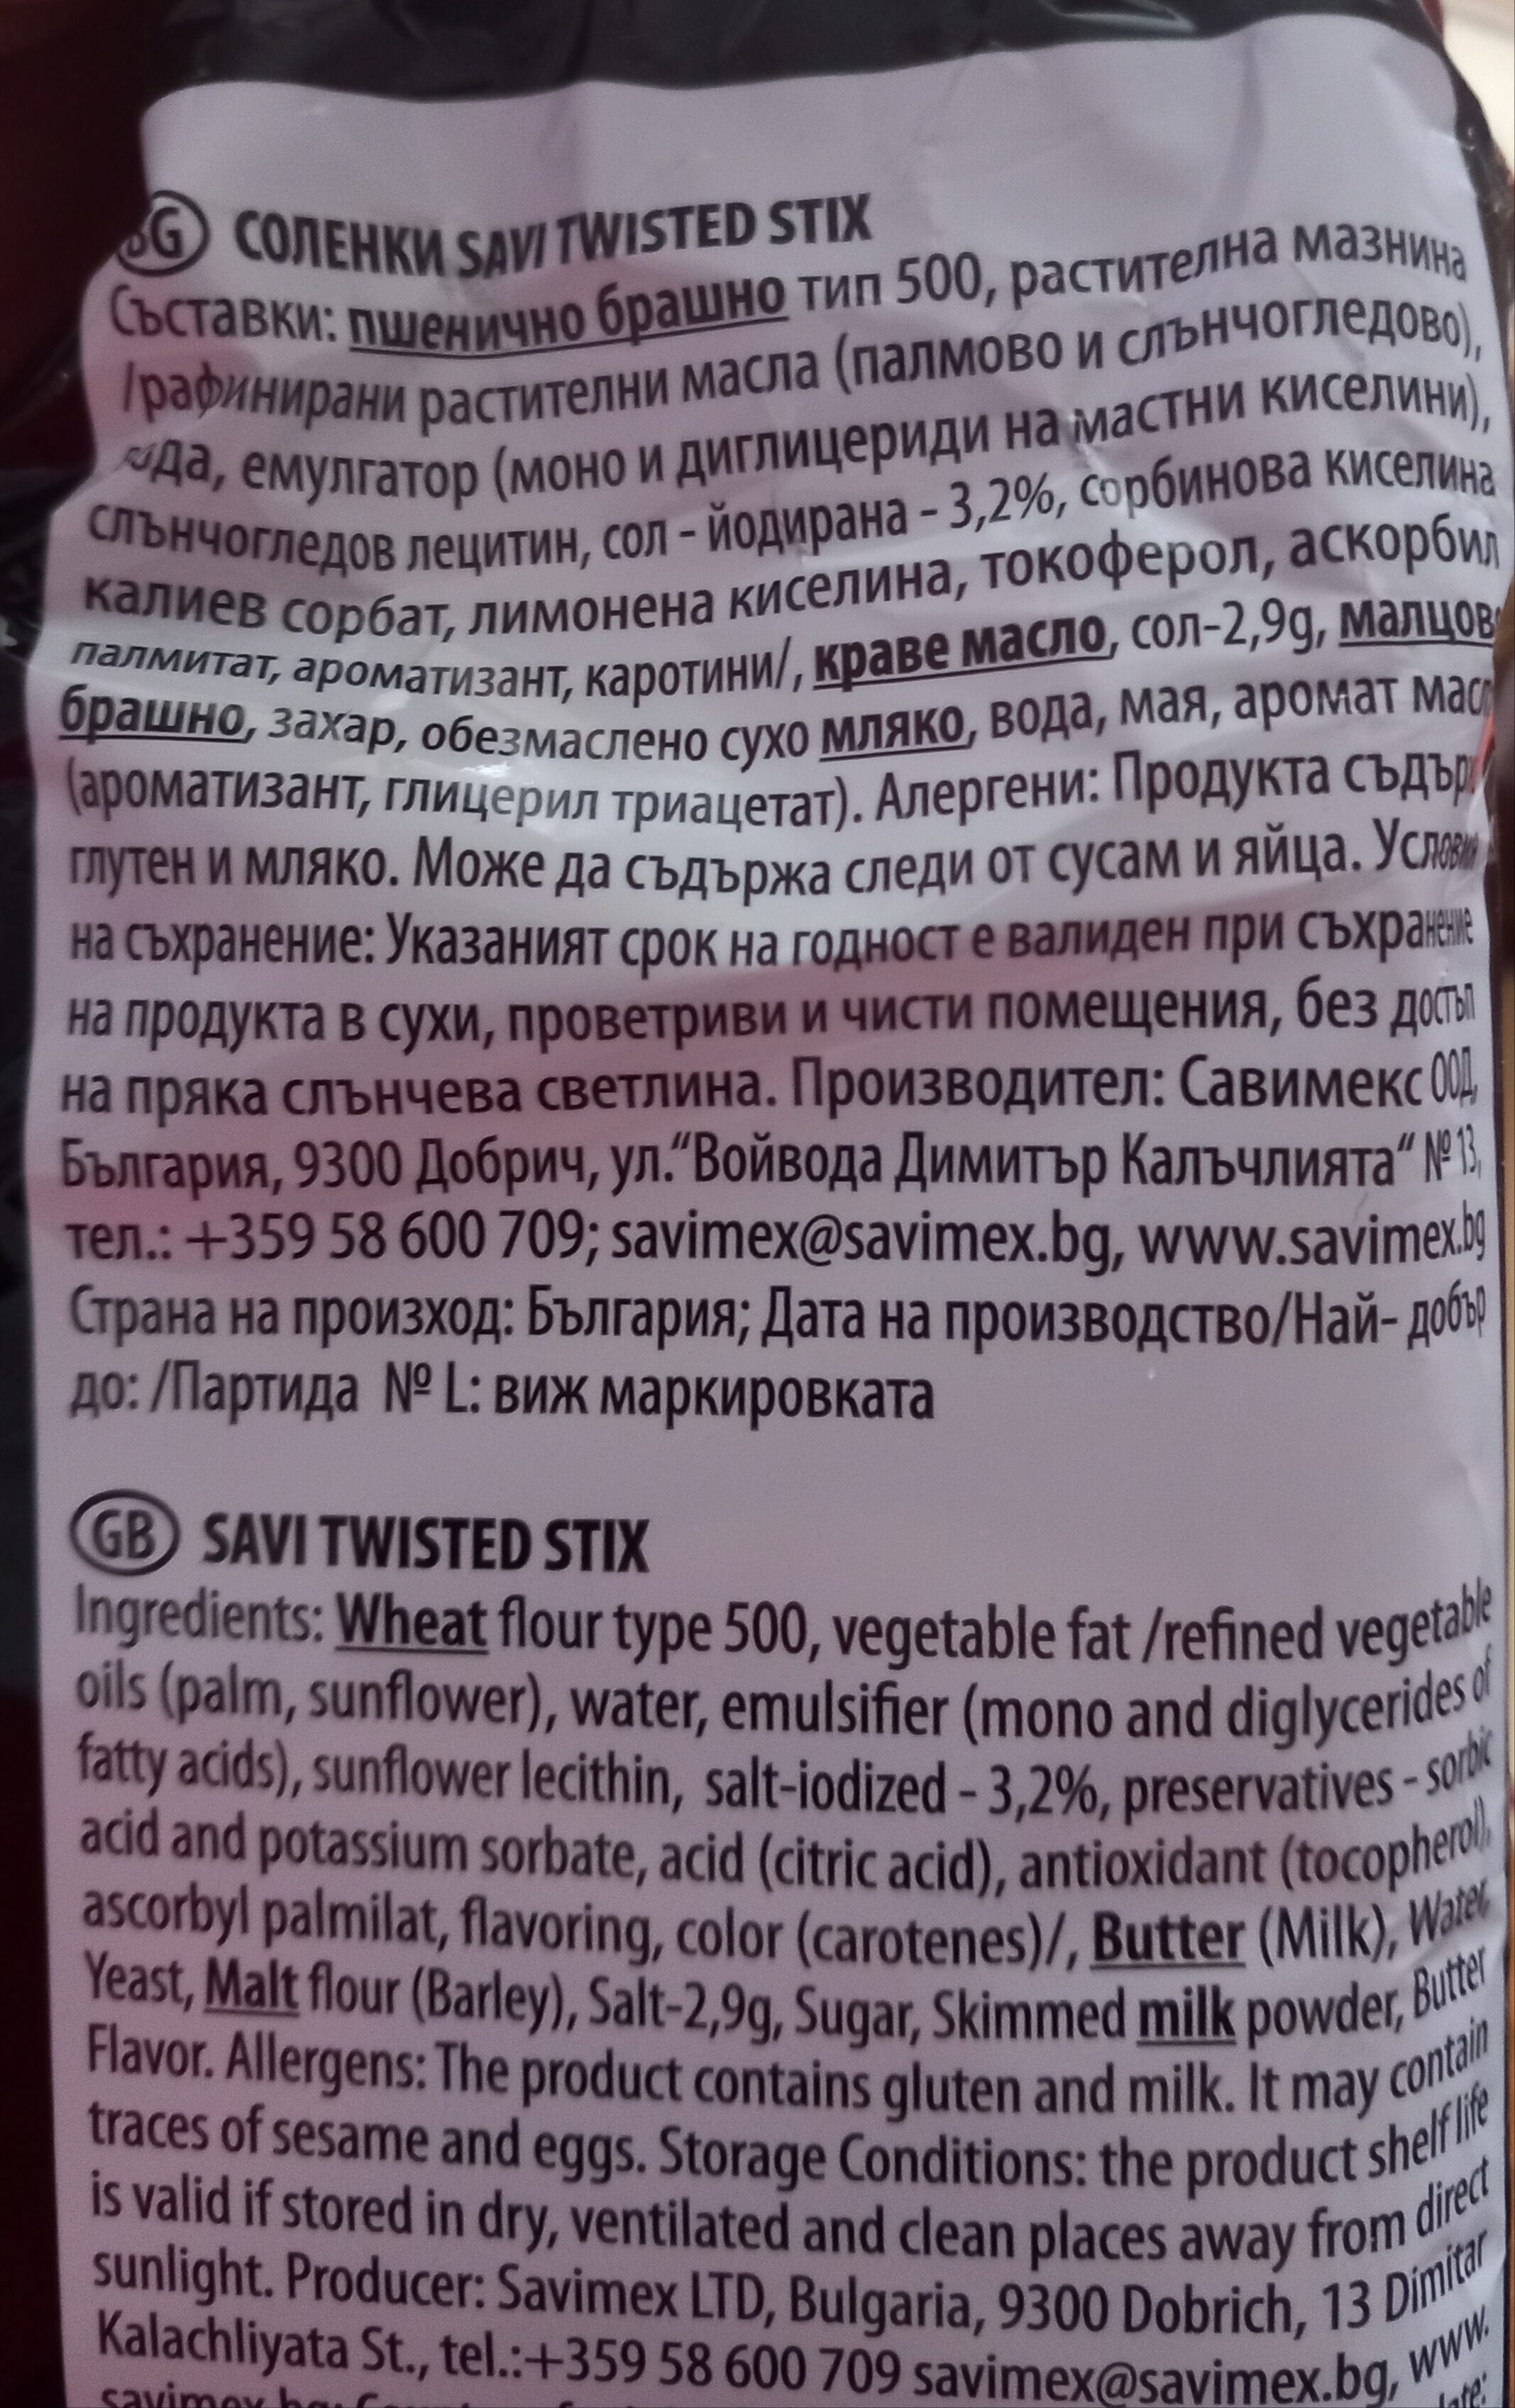 BG СОЛЕНКИ SAVI TWISTED STIX
Съставки: пшенично брашно тип 500, растителна мазнина
/рафинирани растителни масла (палмово и слънчогледово),
емулгатор (моно и диглицериди на мастни киселини),
слънчогледов лецитин, сол - йодирана - 3,2%, сорбинова киселина
калиев сорбат, лимонена киселина, токоферол, аскорбил
палмитат, ароматизант, каротини/, краве масло, сол-2,9g, малцово
брашно, захар, обезмаслено сухо мляко, вода, мая, аромат
(ароматизант, глицерил триацетат). Алергени: Продукта
глутен и мляко. Може да съдържа следи от сусам и яйца. Условия
на съхранение: Указаният срок на годност е валиден при съхранение
на продукта в сухи, проветриви и чисти помещения, без достъп
на пряка слънчева светлина. Производител: Савимекс ООД,
България, 9300 Добрич, ул.“Войвода Димитър Калъчлията“ № 13,
тел.: +359 58 600 709; savimex@savimex.bg, www.savimex.bg
Страна на произход: България; Дата на производство/Най- добър
до: /Партида № L: виж маркировката
GB SAVI TWISTED STIX
Ingredients: Wheat flour type 500, vegetable fat /refined vegetable
oils (palm, sunflower), water, emulsifier (mono and diglycerides of
fatty acids), sunflower lecithin, salt-iodized - 3,2%, preservatives - sorbic
acid and potassium sorbate, acid (citric acid), antioxidant (tocopherol),
ascorbyl palmilat, flavoring, color (carotenes)/, Butter (Milk), Water,
Yeast, Malt flour (Barley), Salt-2,9g, Sugar, Skimmed milk powder, Butter
Flavor. Allergens: The product contains gluten and milk. It may contain
traces of sesame and eggs. Storage Conditions: the product shelf life
is valid if stored in dry, ventilated and clean places away from direct
sunlight. Producer: Savimex LTD, Bulgaria, 9300 Dobrich, 13 Dimitar
Kalachliyata St., tel.:+359 58 600 709 savimex@savimex.bg, www.